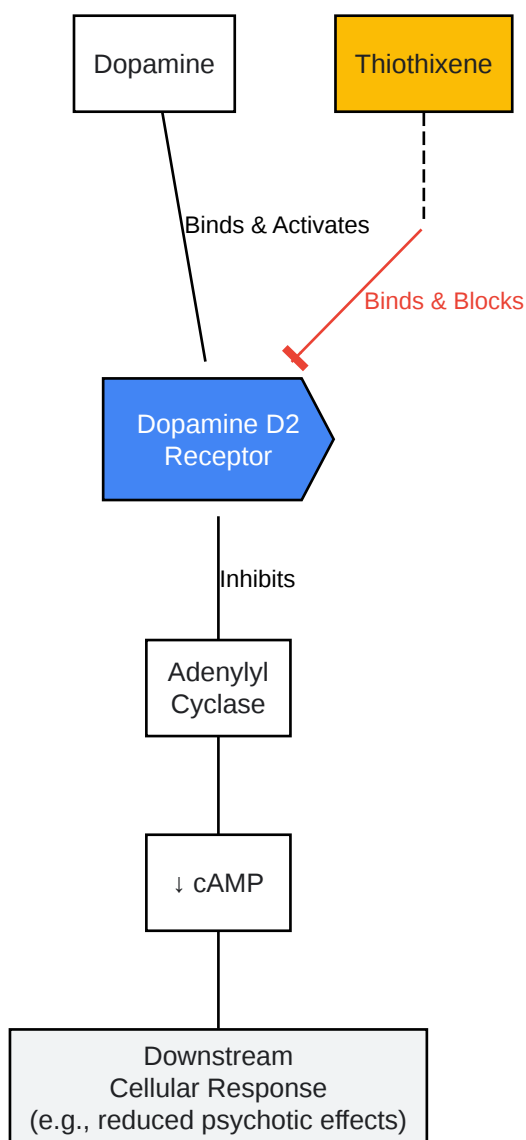 Dopamine
Thiothixene
Binds & Activates
Binds & Blocks
Dopamine D2
Receptor
Inhibits
Adenylyl
Cyclase
↓ cAMP
Downstream
Cellular Response
(e.g., reduced psychotic effects)